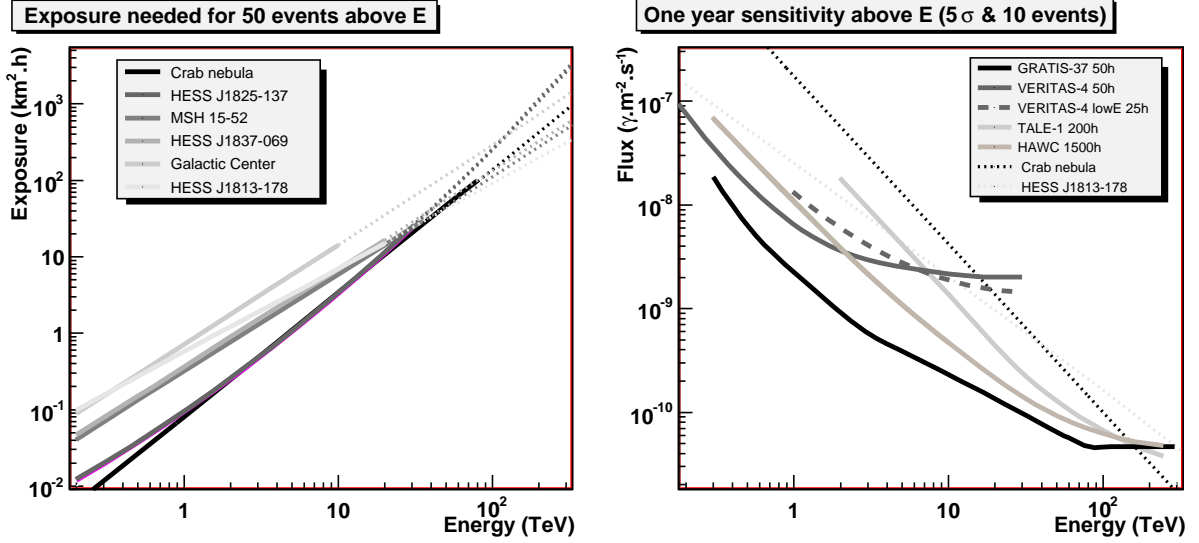 Exposure needed for 50 events above E
Exposure (km².h)
10³
10²
10
1
10⁻¹
10⁻²
Crab nebula
HESS J1825-137
MSH 15-52
HESS J1837-069
Galactic Center
HESS J1813-178
1
10
10²
Energy (TeV)
One year sensitivity above E (5 σ & 10 events)
Flux (γ.m⁻².s⁻¹)
10⁻⁷
10⁻⁸
10⁻⁹
10⁻¹⁰
GRATIS-37 50h
VERITAS-4 50h
VERITAS-4 lowE 25h
TALE-1 200h
HAWC 1500h
Crab nebula
HESS J1813-178
1
10
10²
Energy (TeV)